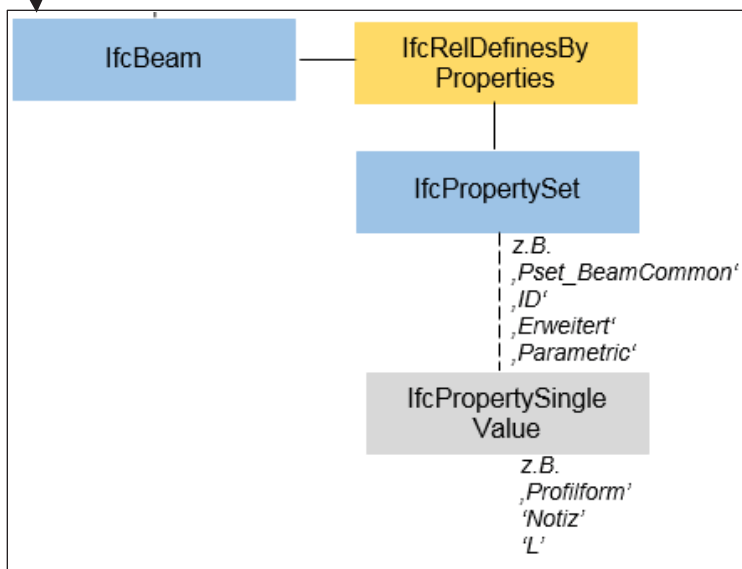 IfcBeam
IfcRelDefinesBy
Properties
IfcPropertySet
z.B.
‚Pset_BeamCommon‘
‚ID‘
‚Erweitert‘
‚Parametric‘
IfcPropertySingle
Value
z.B.
‚Profilform’
‘Notiz’
‘L’